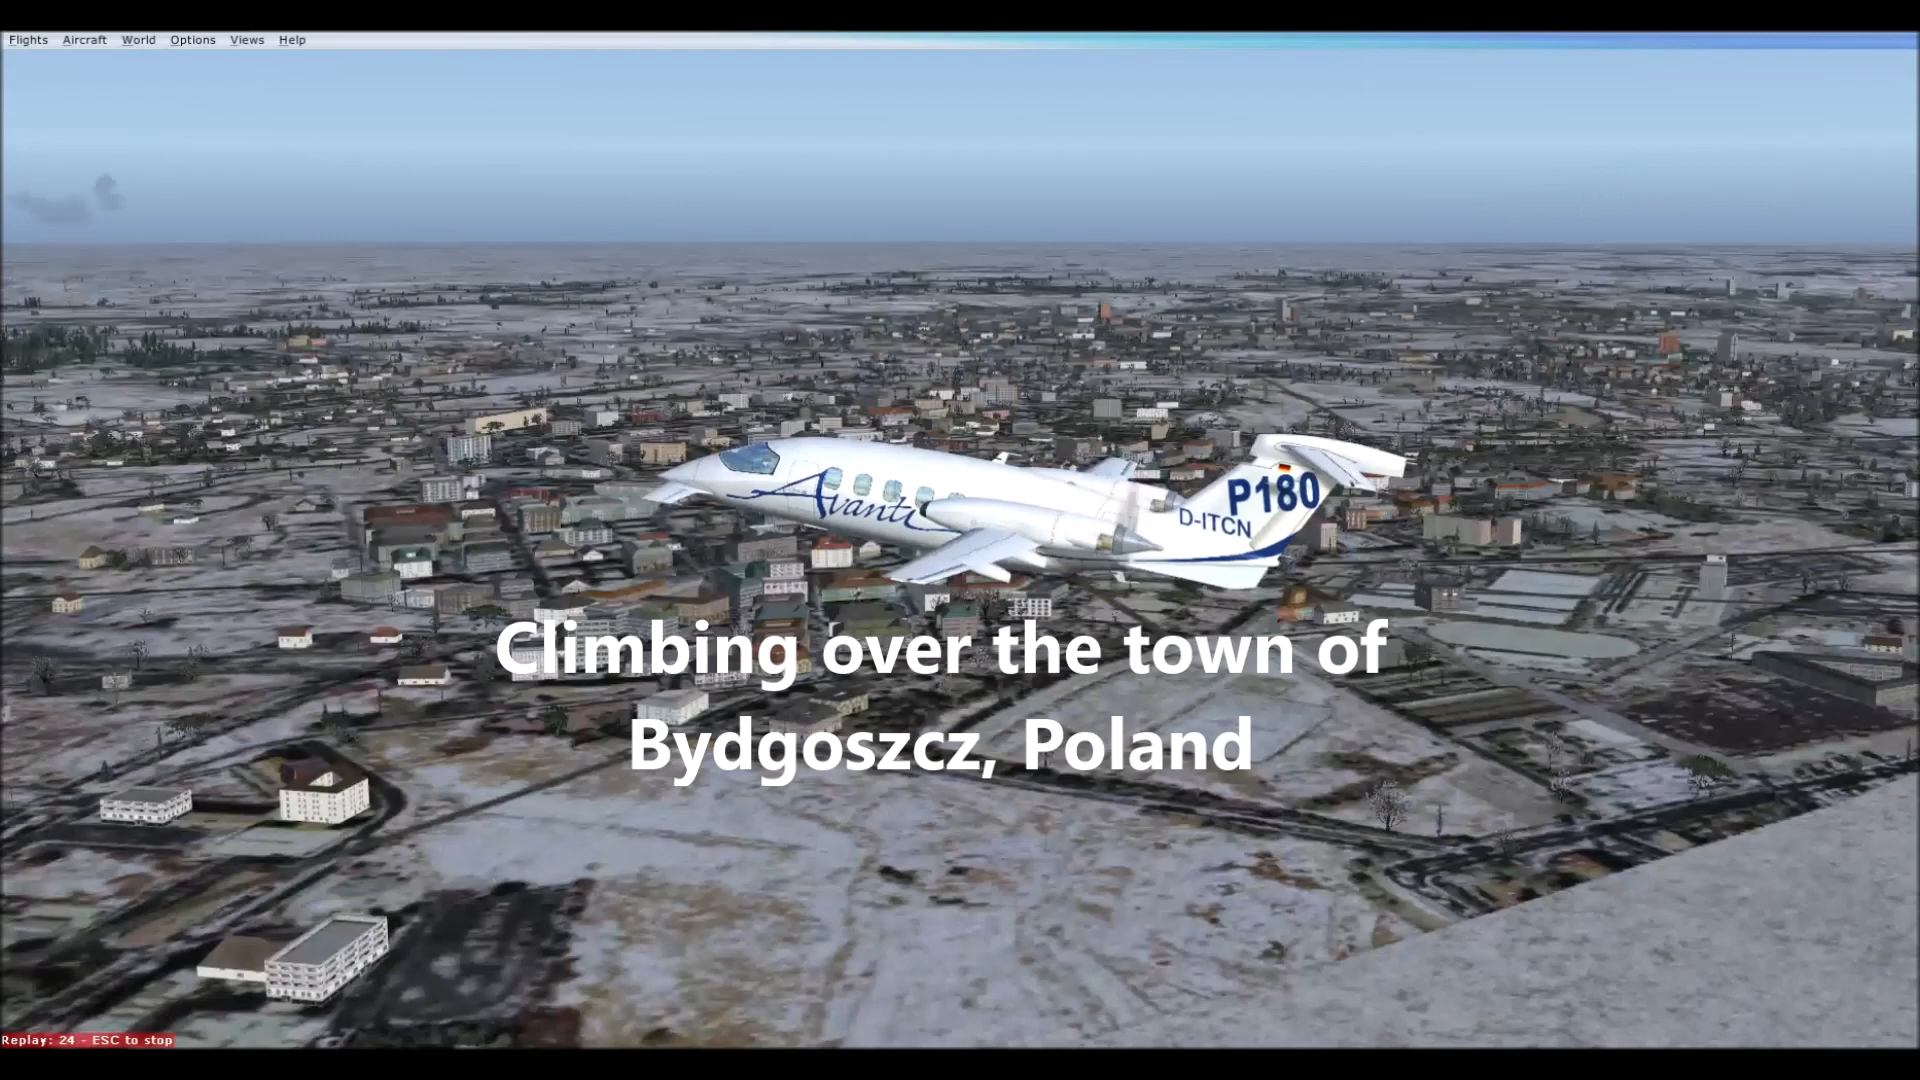 Flights Aircraft World Options Views Help
Avanti
P180
D-ITCN
Climbing over the town of
Bydgoszcz, Poland
Replay: 24 - ESC to stop